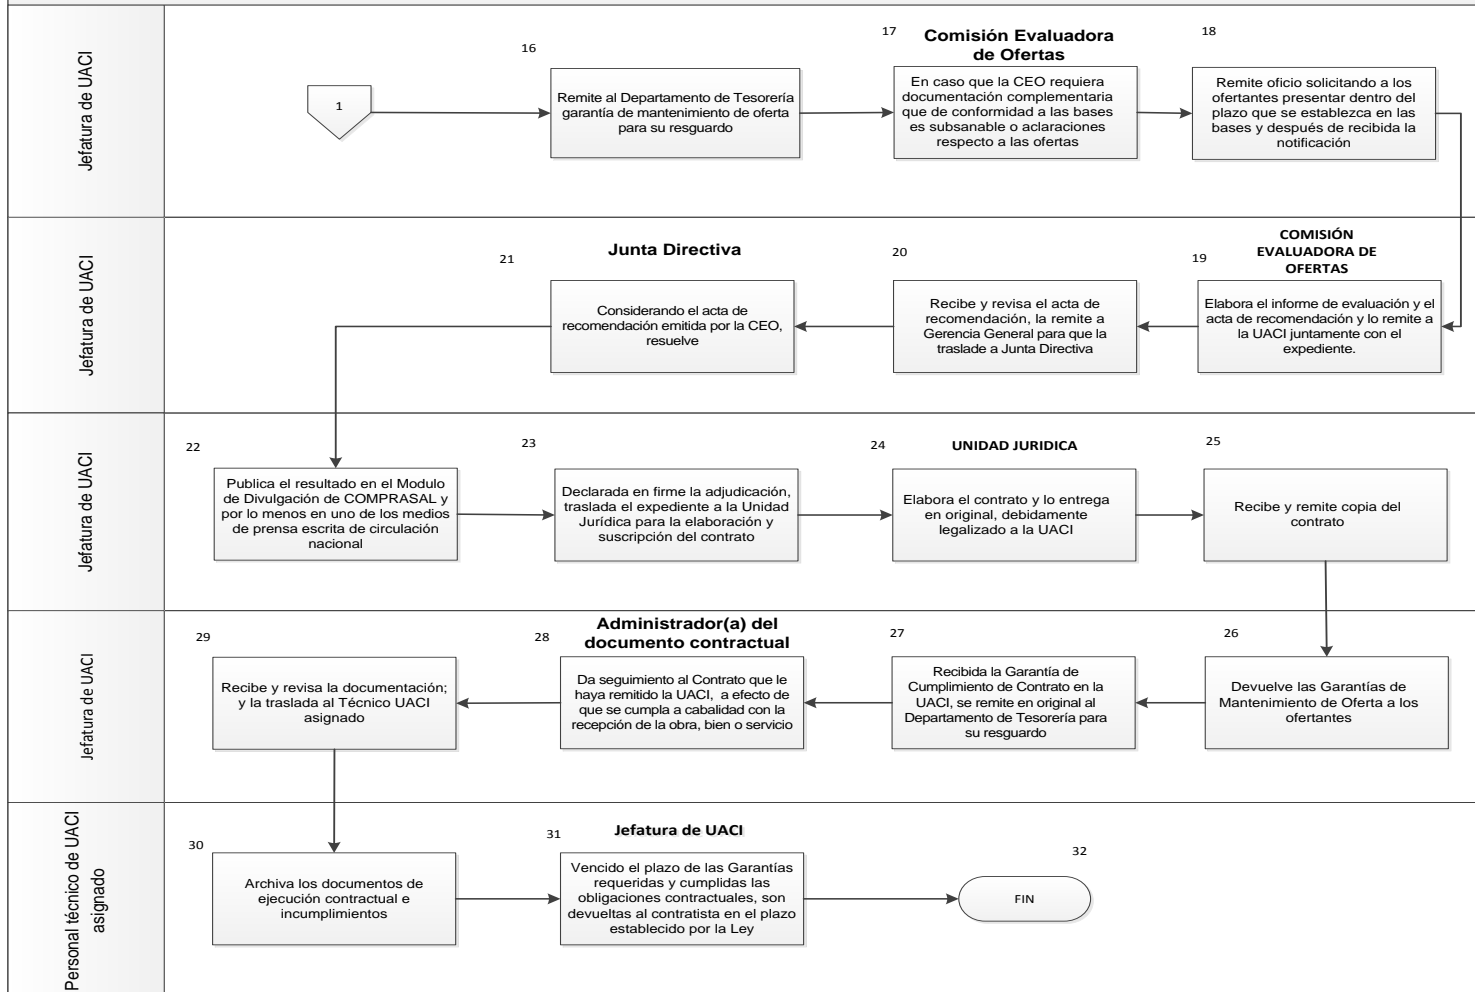 Jefatura de UACI
1
16
Remite al Departamento de Tesorería
garantía de mantenimiento de oferta
para su resguardo
17
Comisión Evaluadora
de Ofertas
En caso que la CEO requiera
documentación complementaria
que de conformidad a las bases
es subsanable o aclaraciones
respecto a las ofertas
18
Remite oficio solicitando a los
ofertantes presentar dentro del
plazo que se establezca en las
bases y después de recibida la
notificación
Jefatura de UACI
COMISIÓN
EVALUADORA DE
OFERTAS
19
Elabora el informe de evaluación y el
acta de recomendación y lo remite a
la UACI juntamente con el
expediente.
20
Recibe y revisa el acta de
recomendación, la remite a
Gerencia General para que la
traslade a Junta Directiva
21
Junta Directiva
Considerando el acta de
recomendación emitida por la CEO,
resuelve
Jefatura de UACI
22
Publica el resultado en el Modulo
de Divulgación de COMPRASAL y
por lo menos en uno de los medios
de prensa escrita de circulación
nacional
23
Declarada en firme la adjudicación,
traslada el expediente a la Unidad
Jurídica para la elaboración y
suscripción del contrato
24
UNIDAD JURIDICA
Elabora el contrato y lo entrega
en original, debidamente
legalizado a la UACI
25
Recibe y remite copia del
contrato
Jefatura de UACI
26
Devuelve las Garantías de
Mantenimiento de Oferta a los
ofertantes
27
Recibida la Garantía de
Cumplimiento de Contrato en la
UACI, se remite en original al
Departamento de Tesorería para
su resguardo
28
Administrador(a) del
documento contractual
Da seguimiento al Contrato que le
haya remitido la UACI, a efecto de
que se cumpla a cabalidad con la
recepción de la obra, bien o servicio
29
Recibe y revisa la documentación;
y la traslada al Técnico UACI
asignado
Personal técnico de UACI
asignado
30
Archiva los documentos de
ejecución contractual e
incumplimientos
31
Jefatura de UACI
Vencido el plazo de las Garantías
requeridas y cumplidas las
obligaciones contractuales, son
devueltas al contratista en el plazo
establecido por la Ley
32
FIN